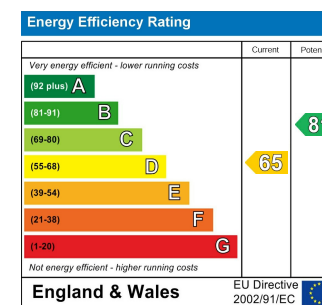 Energy Efficiency Rating
Current
Very energy efficient - lower running costs
(92 plus) A
(81-91) B
(69-80) C
(55-68) D
65
(39-54) E
(21-38) F
(1-20) G
Not energy efficient - higher running costs
England & Wales
EU Directive
2002/91/EC